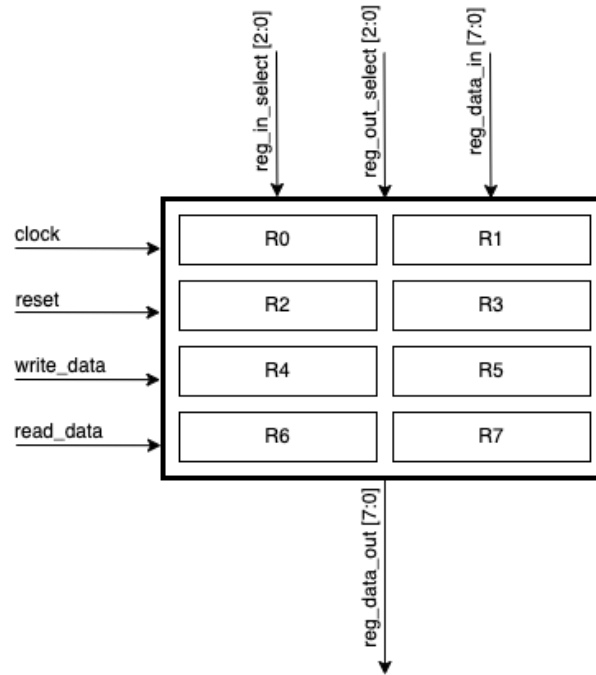 reg_in_select [2:0]
reg_out_select [2:0]
reg_data_in [7:0]
clock
R0
R1
reset
R2
R3
write_data
R4
R5
read_data
R6
R7
reg_data_out [7:0]